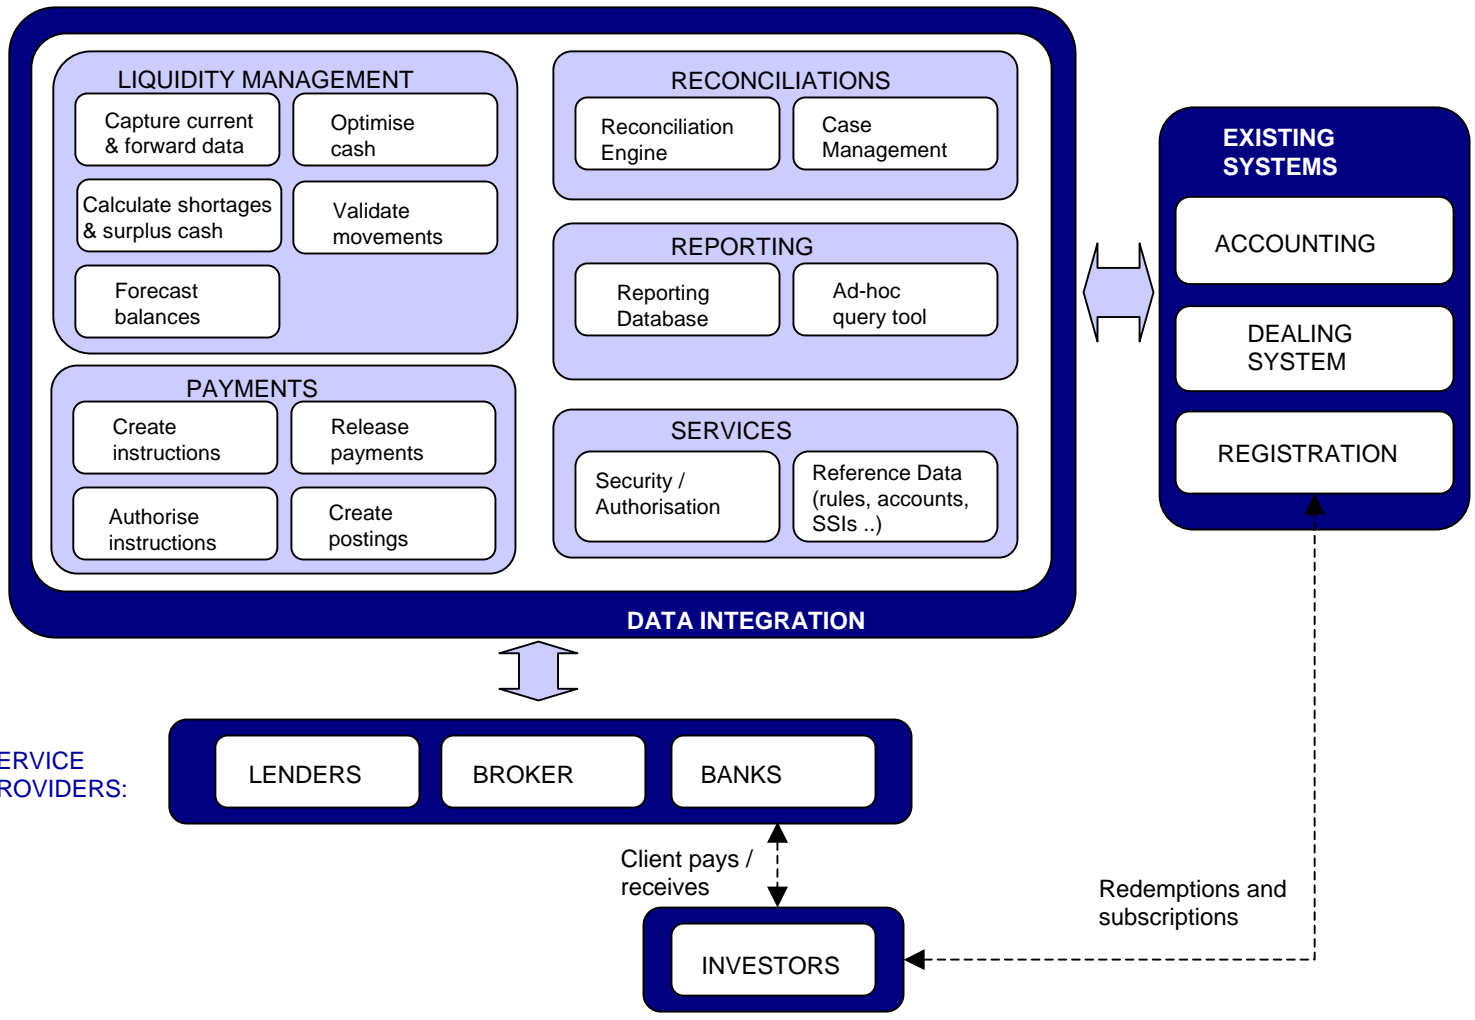 LIQUIDITY MANAGEMENT
Capture current
& forward data
Optimise
cash
Calculate shortages
& surplus cash
Validate
movements
Forecast
balances
PAYMENTS
Create
instructions
Release
payments
Authorise
instructions
Create
postings
RECONCILIATIONS
Reconciliation
Engine
Case
Management
REPORTING
Reporting
Database
Ad-hoc
query tool
SERVICES
Security /
Authorisation
Reference Data
(rules, accounts,
SSIs ..)
DATA INTEGRATION
EXISTING
SYSTEMS
ACCOUNTING
DEALING
SYSTEM
REGISTRATION
ERVICE
ROVIDERS:
LENDERS
BROKER
BANKS
Client pays /
receives
Redemptions and
subscriptions
INVESTORS